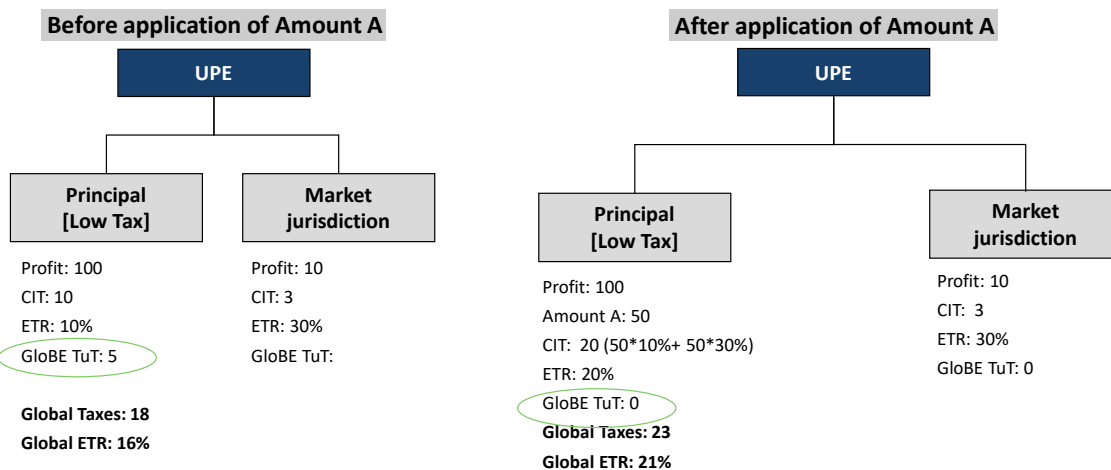 Before application of Amount A
UPE
Principal
[Low Tax]
Market
jurisdiction
Profit: 100
CIT: 10
ETR: 10%
GloBE TuT: 5
Profit: 10
CIT: 3
ETR: 30%
GloBE TuT:
Global Taxes: 18
Global ETR: 16%
After application of Amount A
UPE
Principal
[Low Tax]
Market
jurisdiction
Profit: 100
Amount A: 50
CIT: 20 (50*10%+ 50*30%)
ETR: 20%
GloBE TuT: 0
Global Taxes: 23
Global ETR: 21%
Profit: 10
CIT: 3
ETR: 30%
GloBE TuT: 0